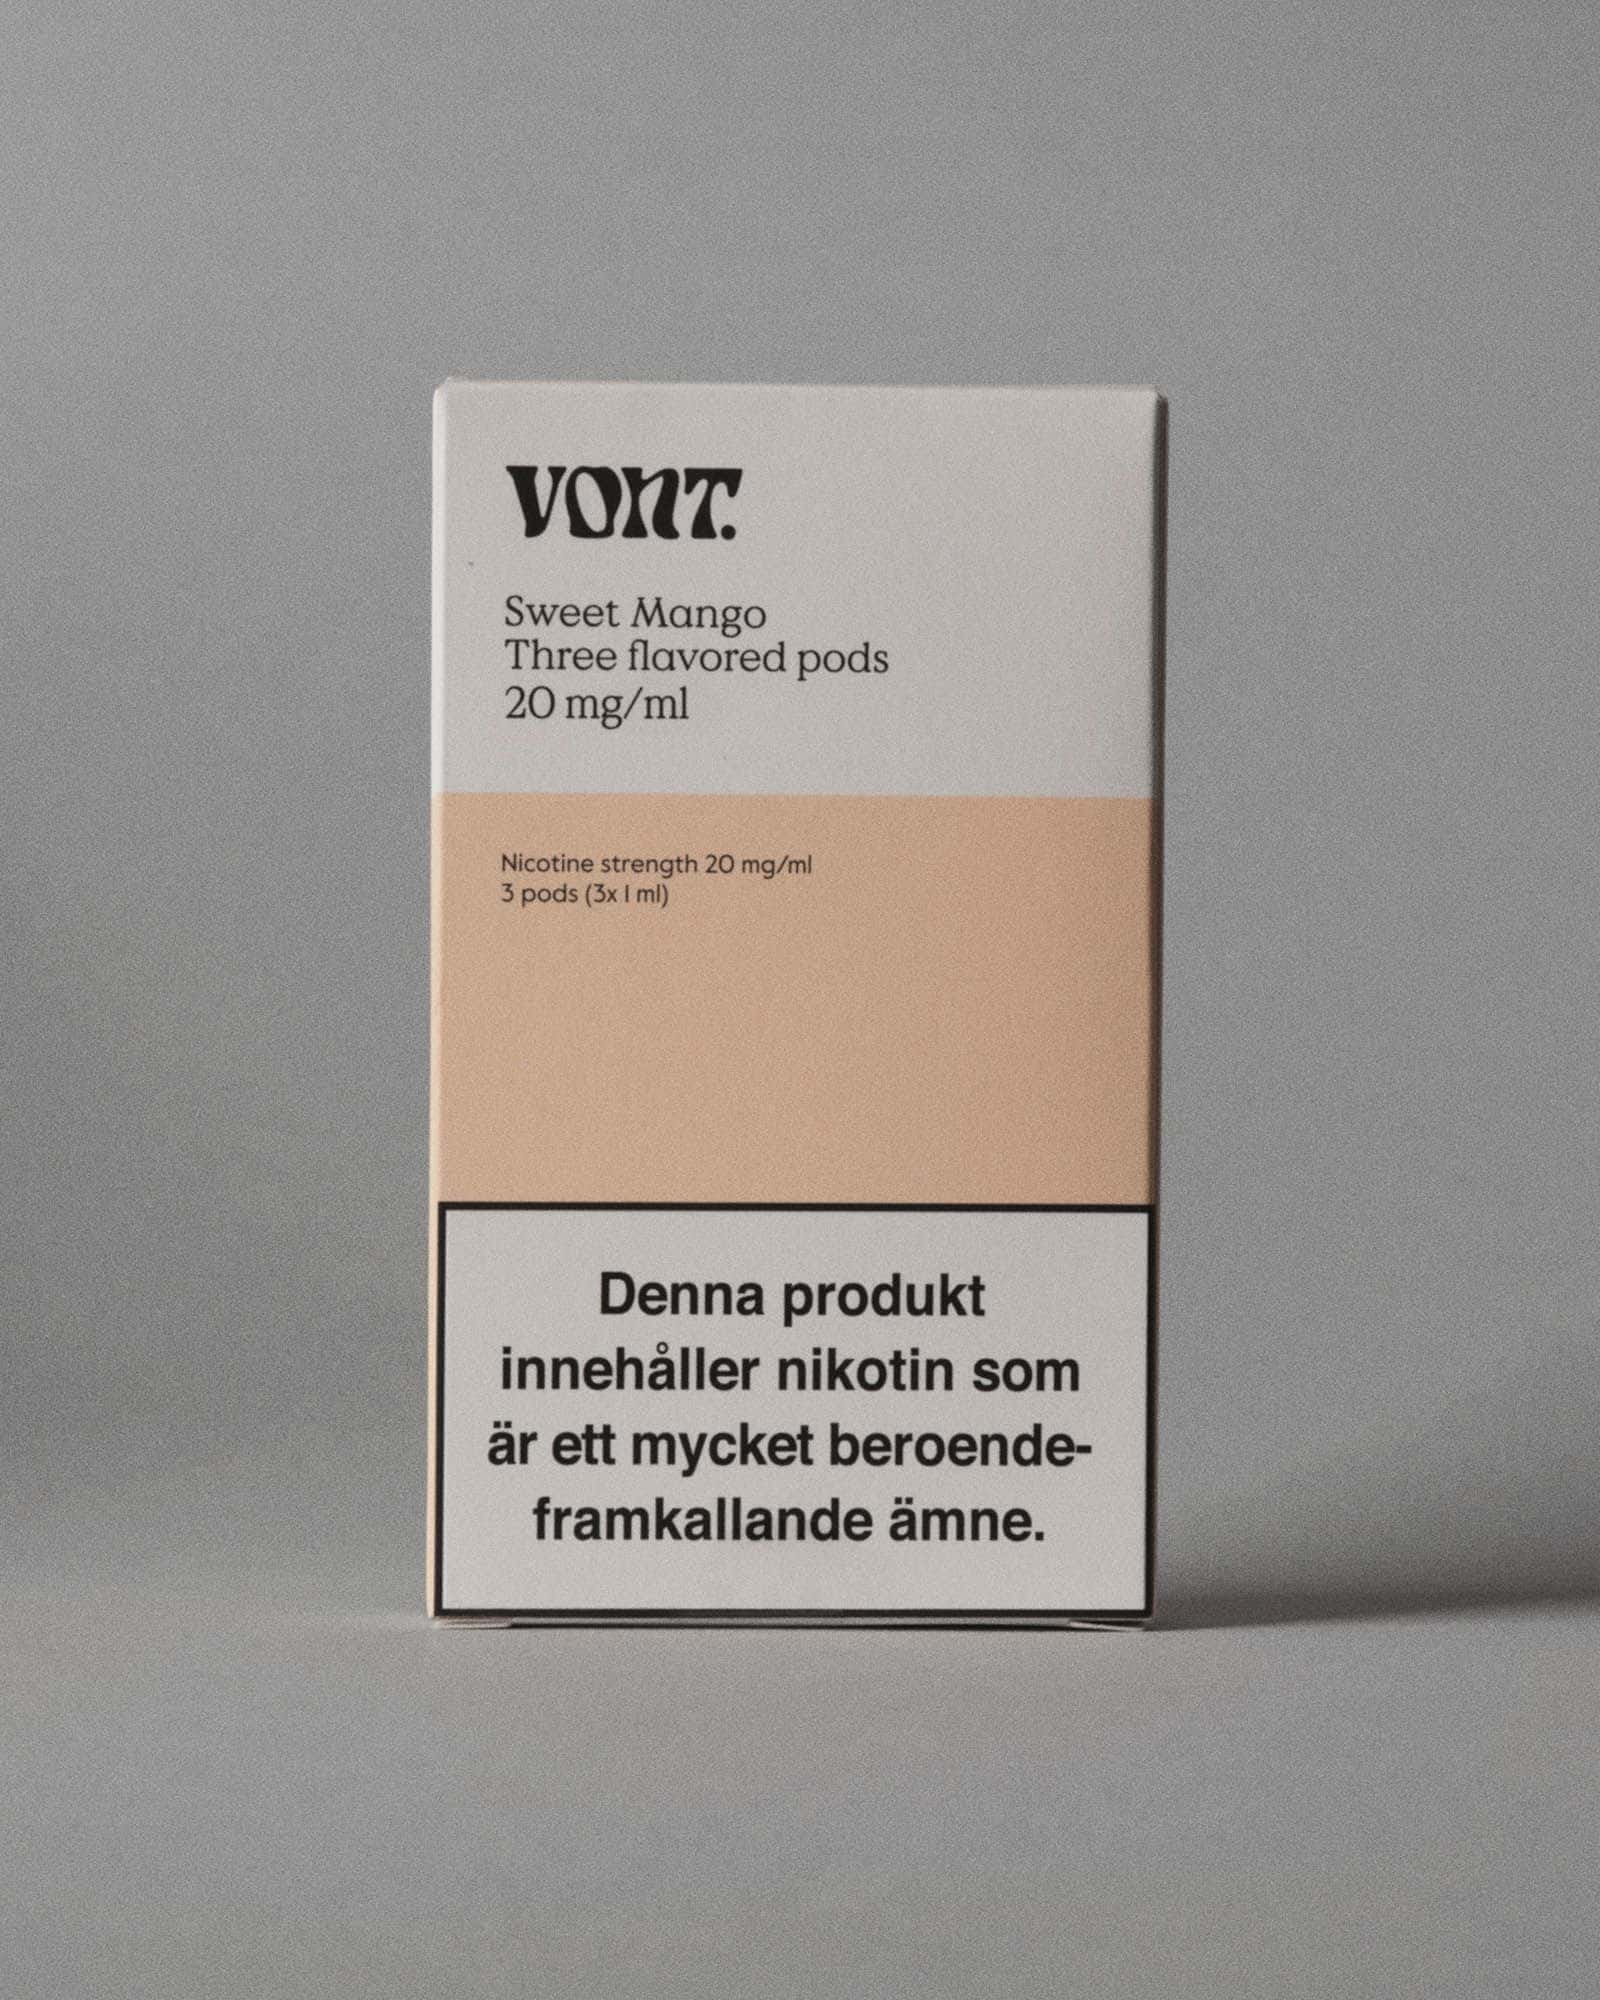 VONT.
Sweet Mango
Three flavored pods
20 mg/ml
Nicotine strength 20 mg/ml
3 pods (3x 1 ml)
Denna produkt
innehåller nikotin som
är ett mycket beroende-
framkallande ämne.